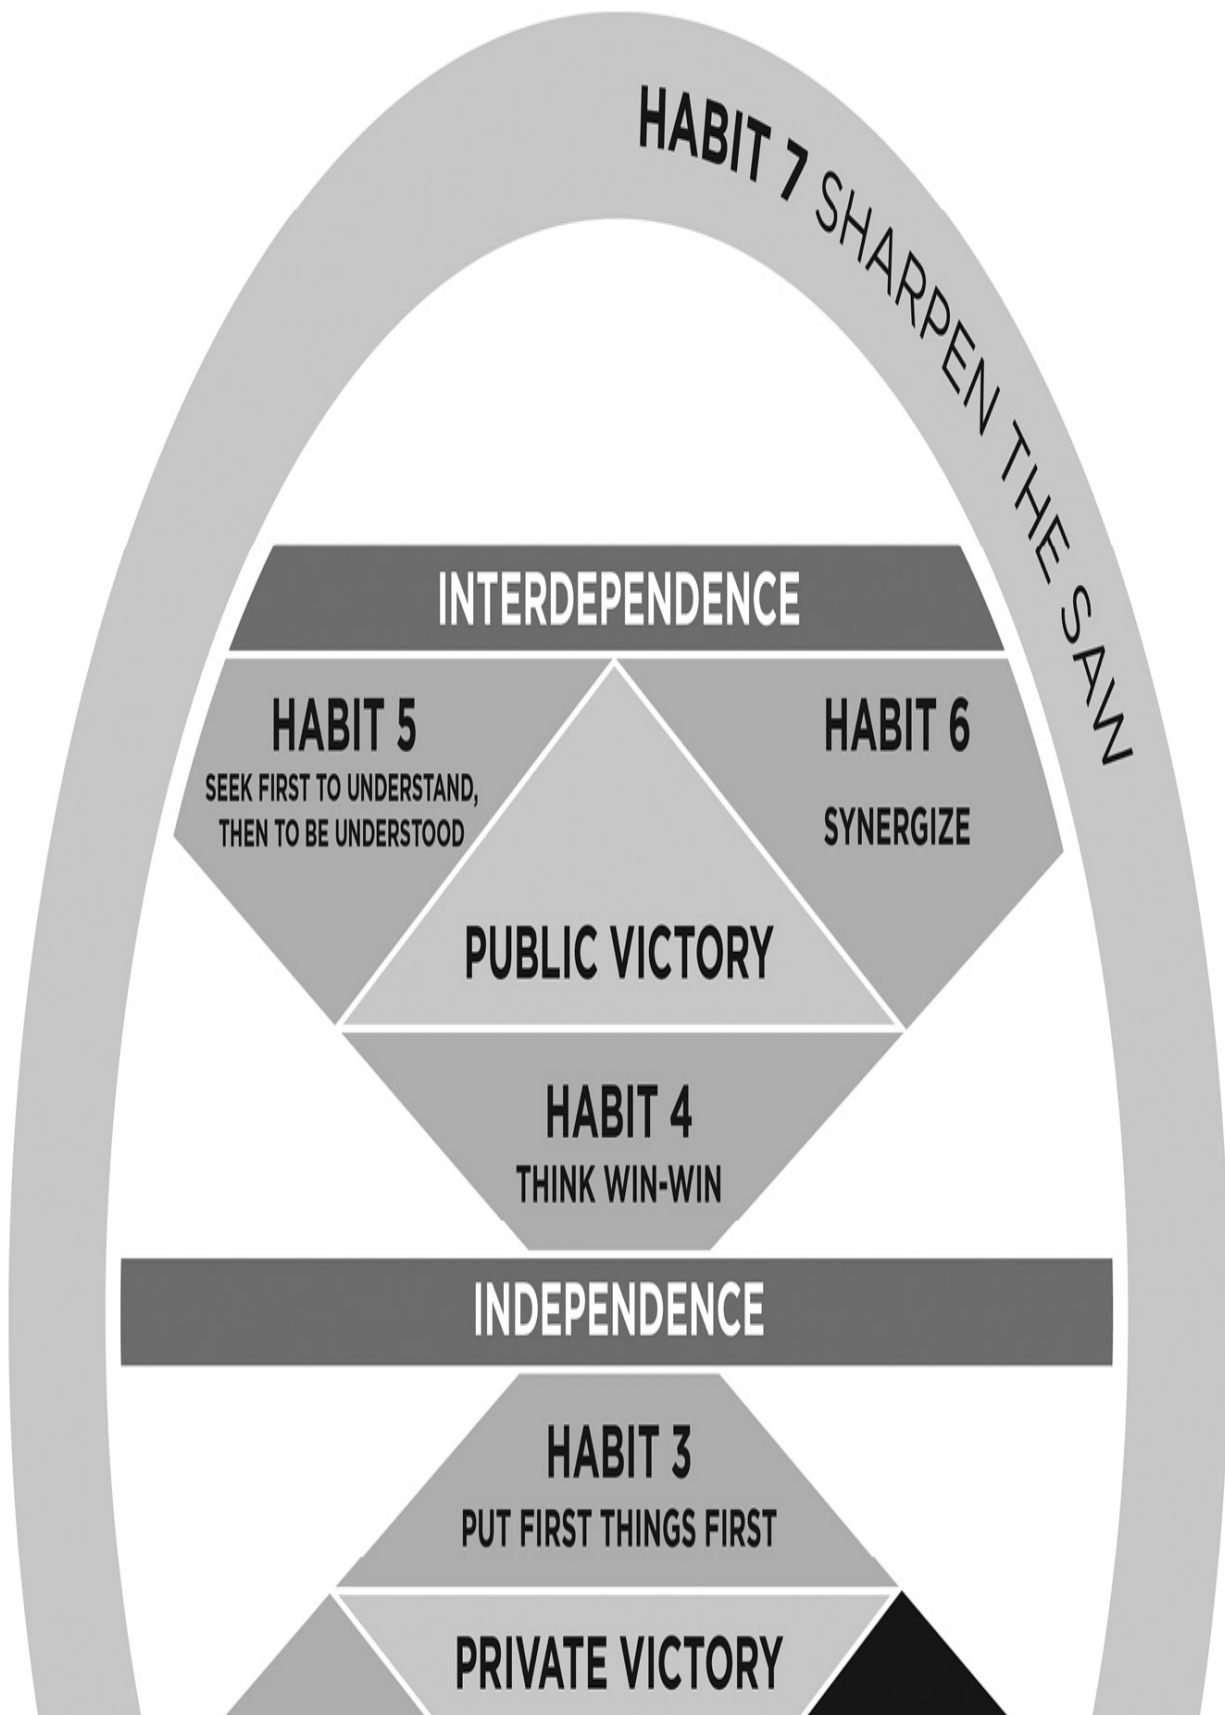 HABIT 7 SHARPEN THE SAW
INTERDEPENDENCE
HABIT 5
SEEK FIRST TO UNDERSTAND,
THEN TO BE UNDERSTOOD
HABIT 6
SYNERGIZE
PUBLIC VICTORY
HABIT 4
THINK WIN-WIN
INDEPENDENCE
HABIT 3
PUT FIRST THINGS FIRST
PRIVATE VICTORY